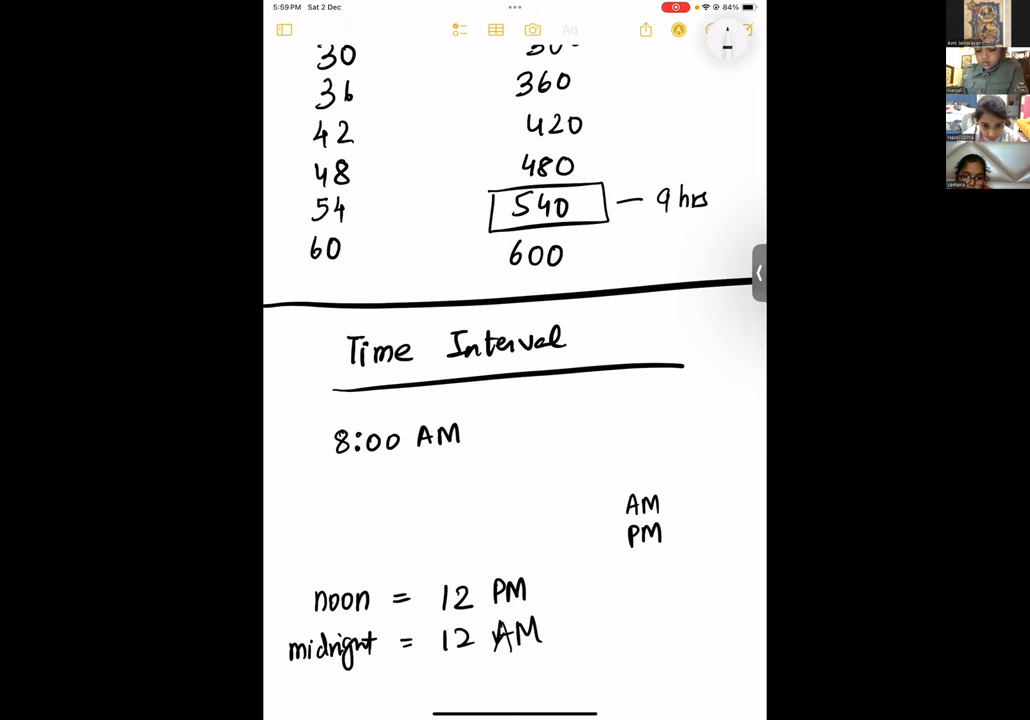 5:59 PM Sat 2 Dec 84%
Aa
30
36 360
42 420
48 480
54 540 — 9 hrs
60 600
Time Interval
8:00 AM
AM
PM
noon = 12 PM
midnight = 12 AM